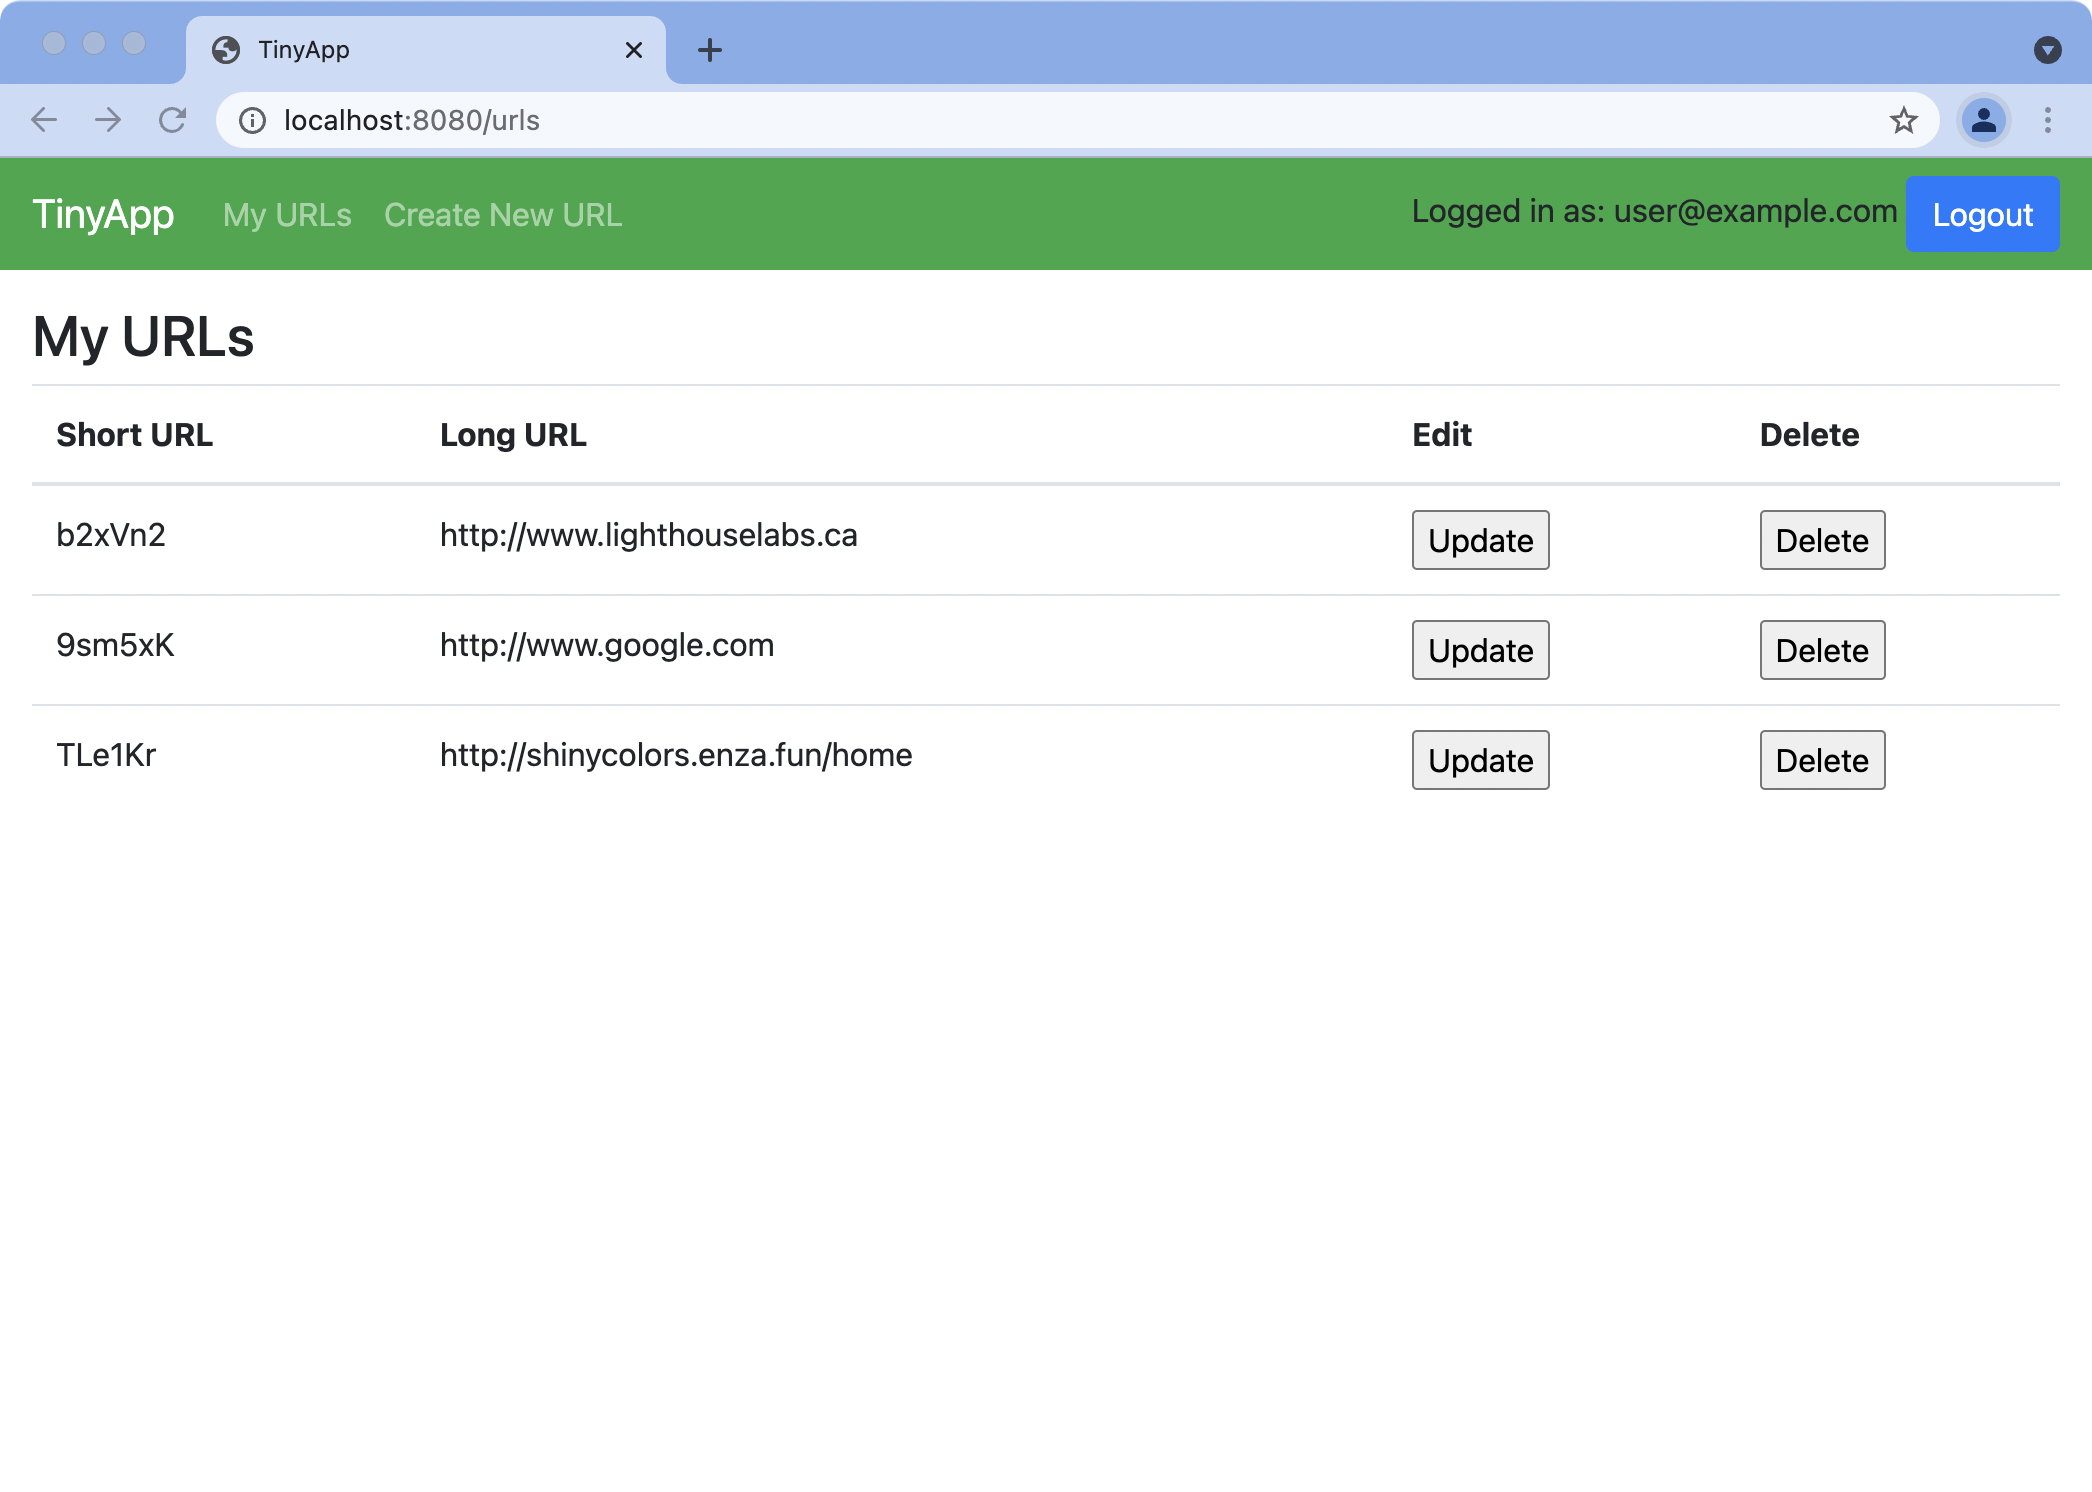 TinyApp
localhost:8080/urls
TinyApp My URLs Create New URL Logged in as: user@example.com Logout
My URLs
Short URL Long URL Edit Delete
b2xVn2 http://www.lighthouselabs.ca Update Delete
9sm5xK http://www.google.com Update Delete
TLe1Kr http://shinycolors.enza.fun/home Update Delete